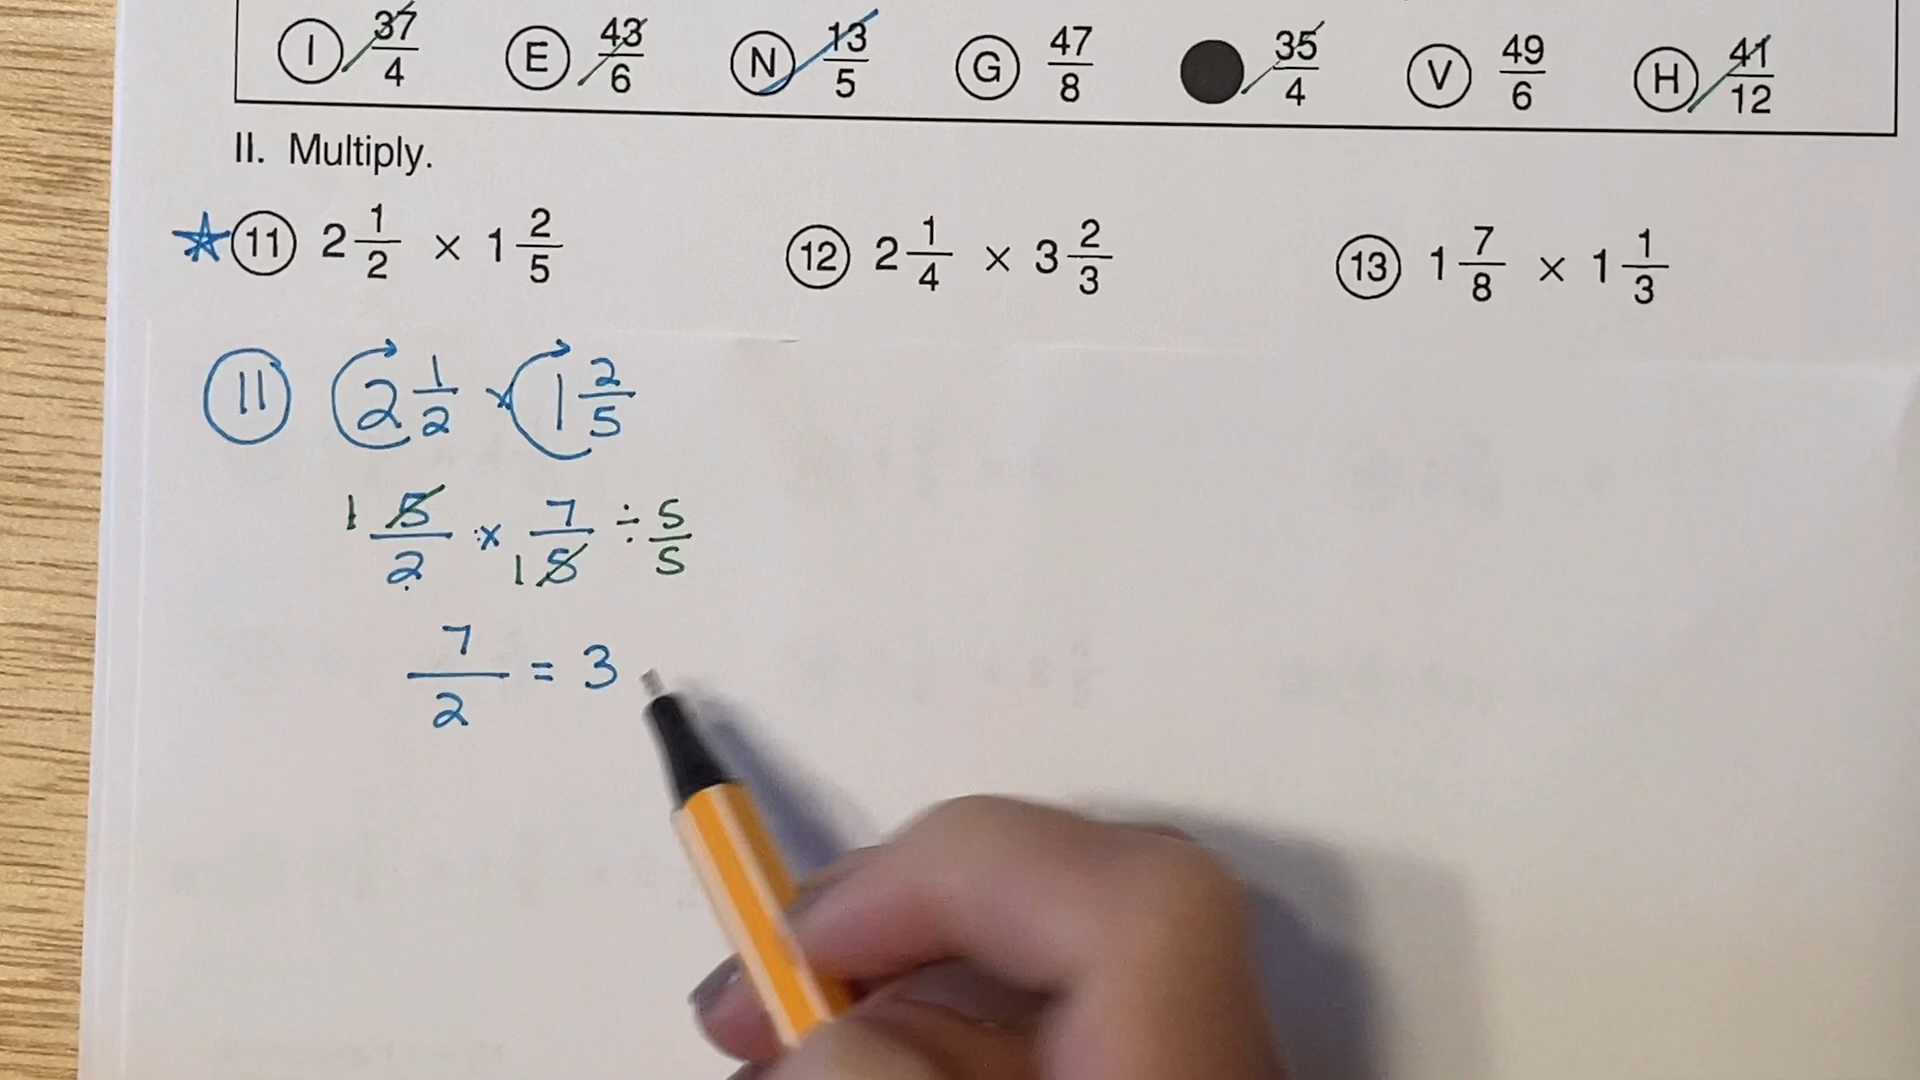 I 37/4 E 43/6 N 13/5 G 47/8 35/4 V 49/6 H 41/12
II. Multiply.
☆ 11 2 1/2 × 1 2/5 12 2 1/4 × 3 2/3 13 1 7/8 × 1 1/3
11 2 1/2 × 1 2/5
1 5/2 × 7/5 1 ÷ 5/5
7/2 = 3